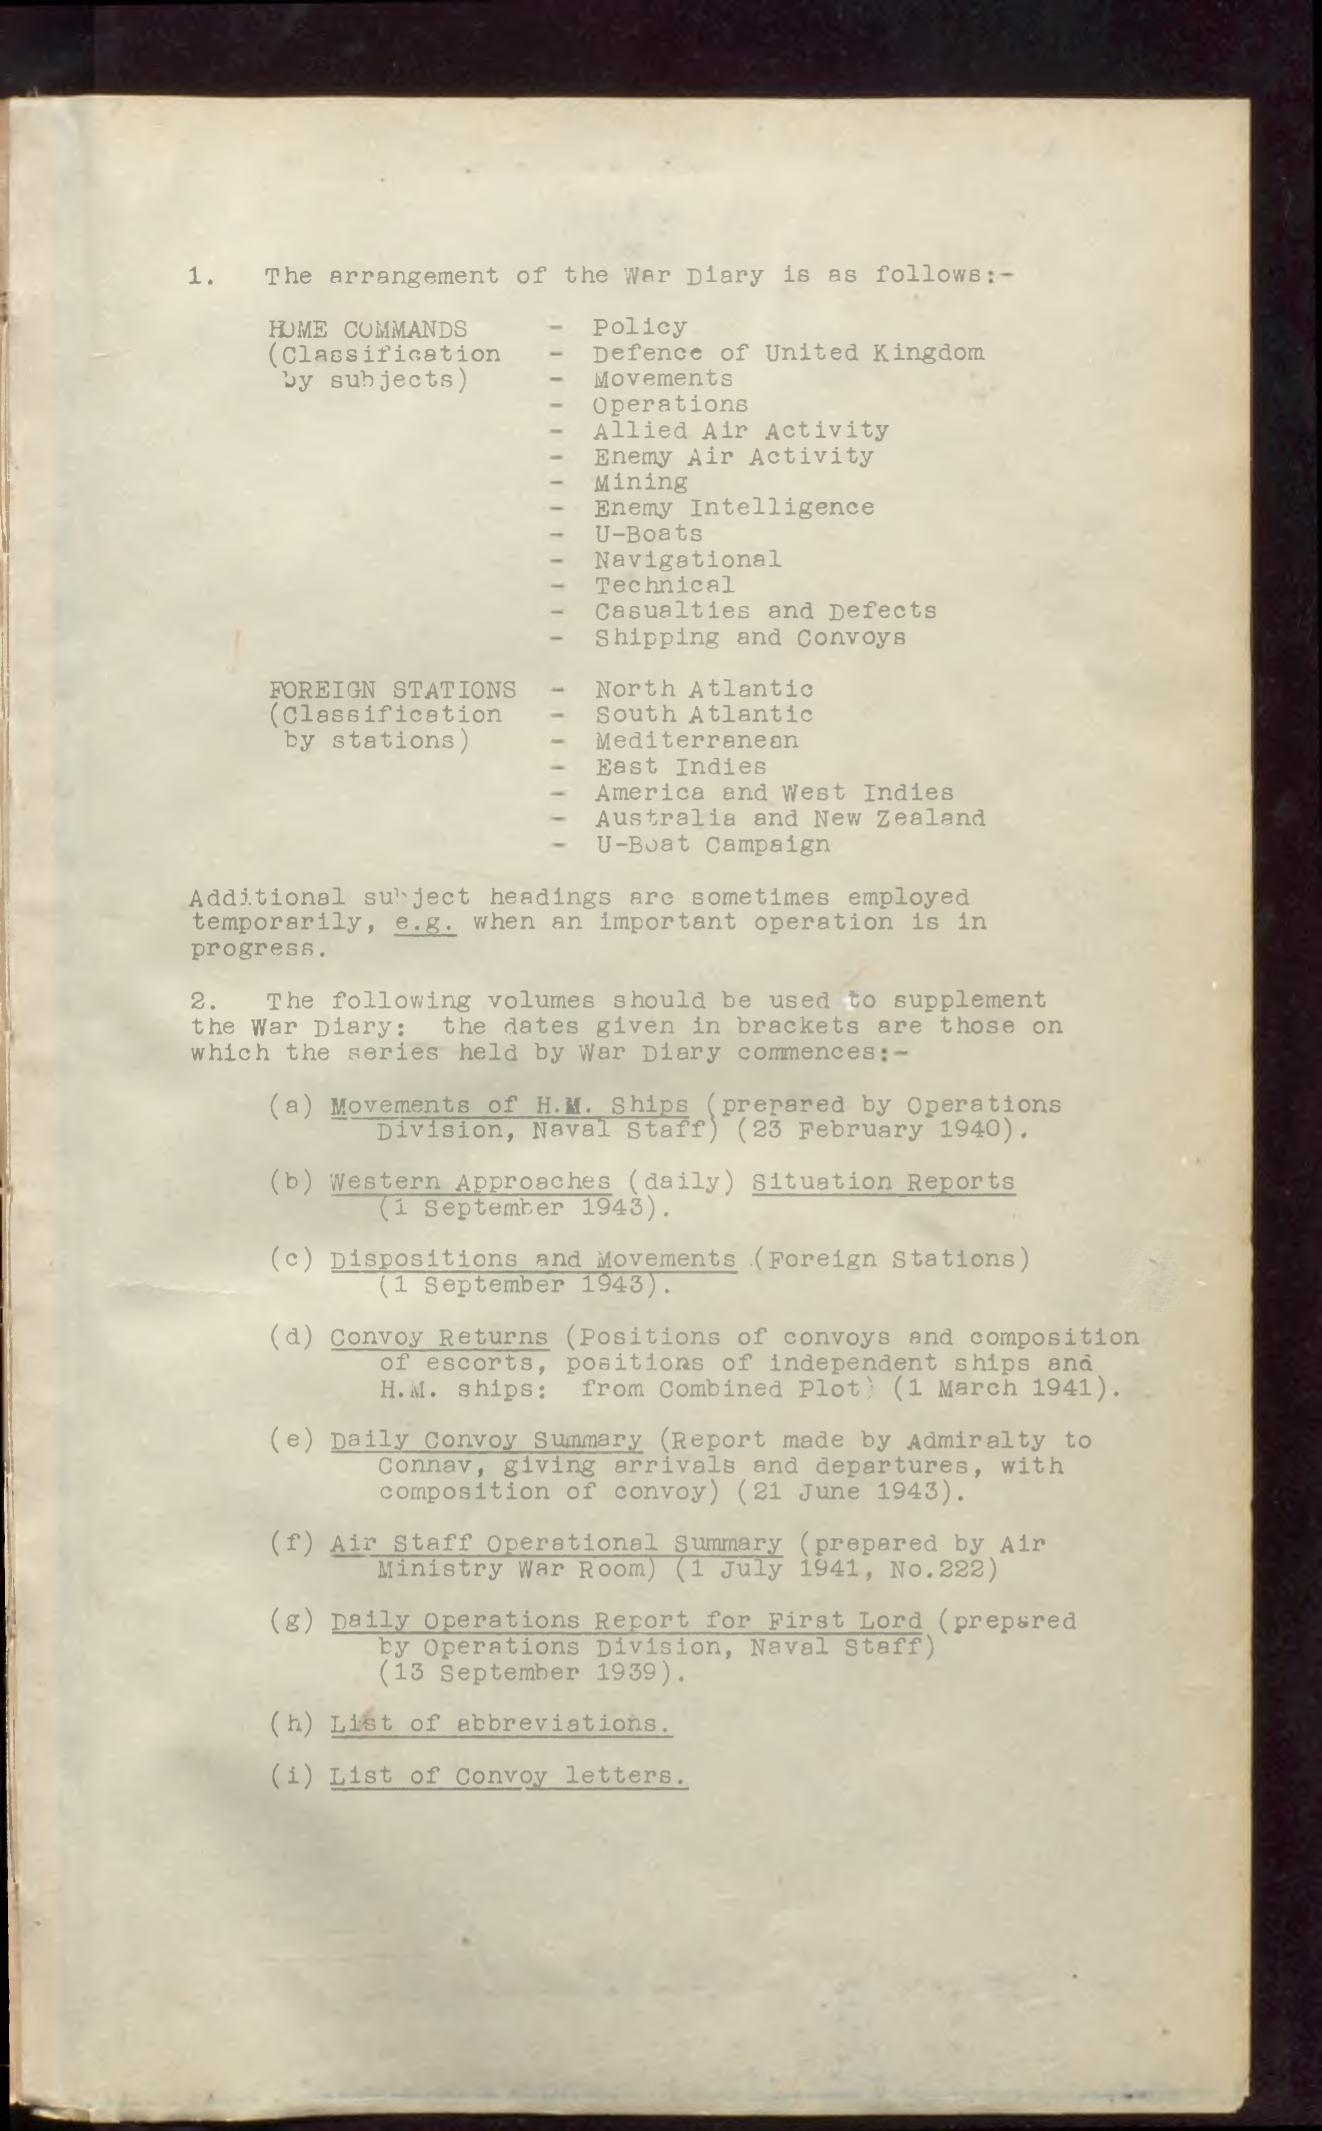 1. The arrangement of the War Diary is as follows:-
HOME COMMANDS - Policy
(Classification - Defence of United Kingdom
by subjects) - Movements
- Operations
- Allied Air Activity
- Enemy Air Activity
- Mining
- Enemy Intelligence
- U-Boats
- Navigational
- Technical
- Casualties and Defects
- Shipping and Convoys
FOREIGN STATIONS - North Atlantic
(Classification - South Atlantic
by stations) - Mediterranean
- East Indies
- America and West Indies
- Australia and New Zealand
- U-Boat Campaign
Additional subject headings are sometimes employed
temporarily, e.g. when an important operation is in
progress.
2. The following volumes should be used to supplement
the War Diary: the dates given in brackets are those on
which the series held by War Diary commences:-
(a) Movements of H.M. Ships (prepared by Operations
Division, Naval Staff) (23 February 1940).
(b) Western Approaches (daily) Situation Reports
(1 September 1943).
(c) Dispositions and Movements (Foreign Stations)
(1 September 1943).
(d) Convoy Returns (Positions of convoys and composition
of escorts, positions of independent ships and
H.M. ships: from Combined Plot) (1 March 1941).
(e) Daily Convoy Summary (Report made by Admiralty to
Connav, giving arrivals and departures, with
composition of convoy) (21 June 1943).
(f) Air Staff Operational Summary (prepared by Air
Ministry War Room) (1 July 1941, No.222)
(g) Daily Operations Report for First Lord (prepared
by Operations Division, Naval Staff)
(13 September 1939).
(h) List of abbreviations.
(i) List of Convoy letters.